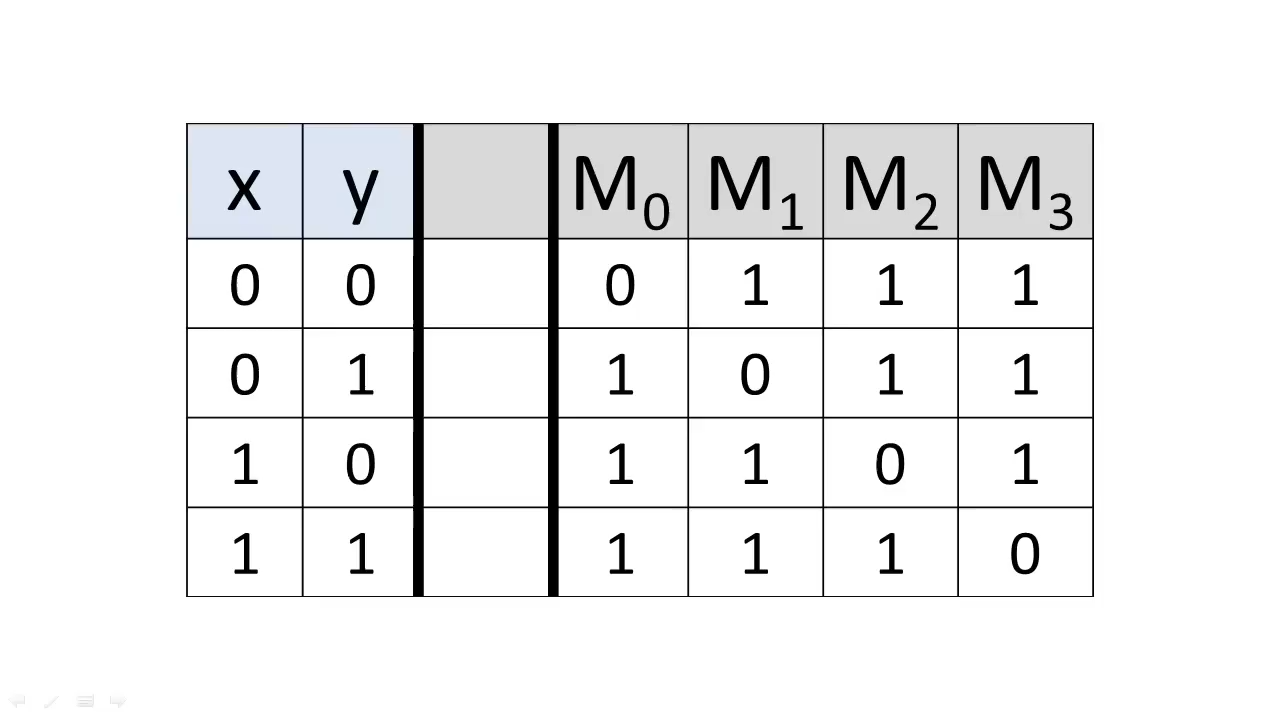 x y M₀ M₁ M₂ M₃
0 0 0 1 1 1
0 1 1 0 1 1
1 0 1 1 0 1
1 1 1 1 1 0